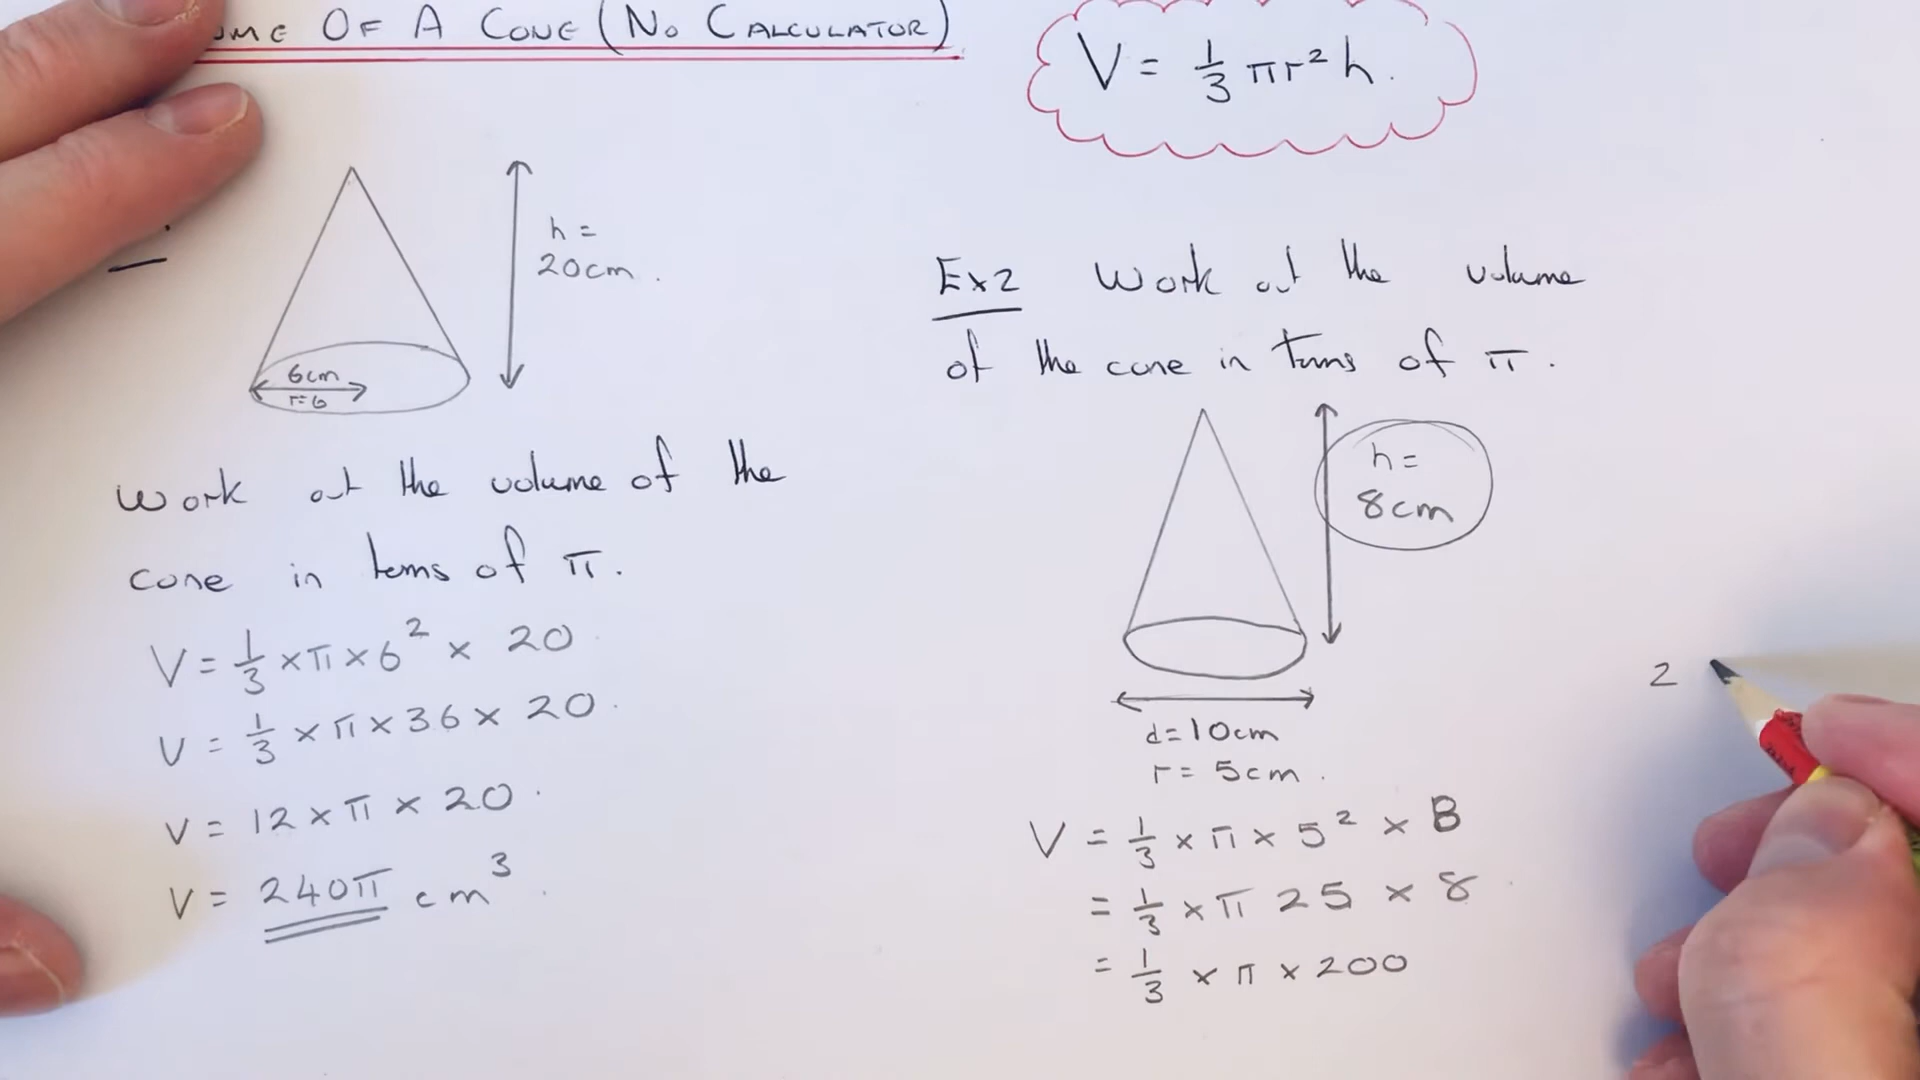 OF A CONE (NO CALCULATOR)
V = 1/3 πr² h.
h =
20cm.
6cm
r=6
Work out the volume of the
cone in terms of π.
V = 1/3 × π × 6² × 20
V = 1/3 × π × 36 × 20.
V = 12 × π × 20.
V = 240π cm³.
Ex2 Work out the volume
of the cone in terms of π.
h =
8cm
d=10cm
r= 5cm.
V = 1/3 × π × 5² × 8
= 1/3 × π 25 × 8
= 1/3 × π × 200
2